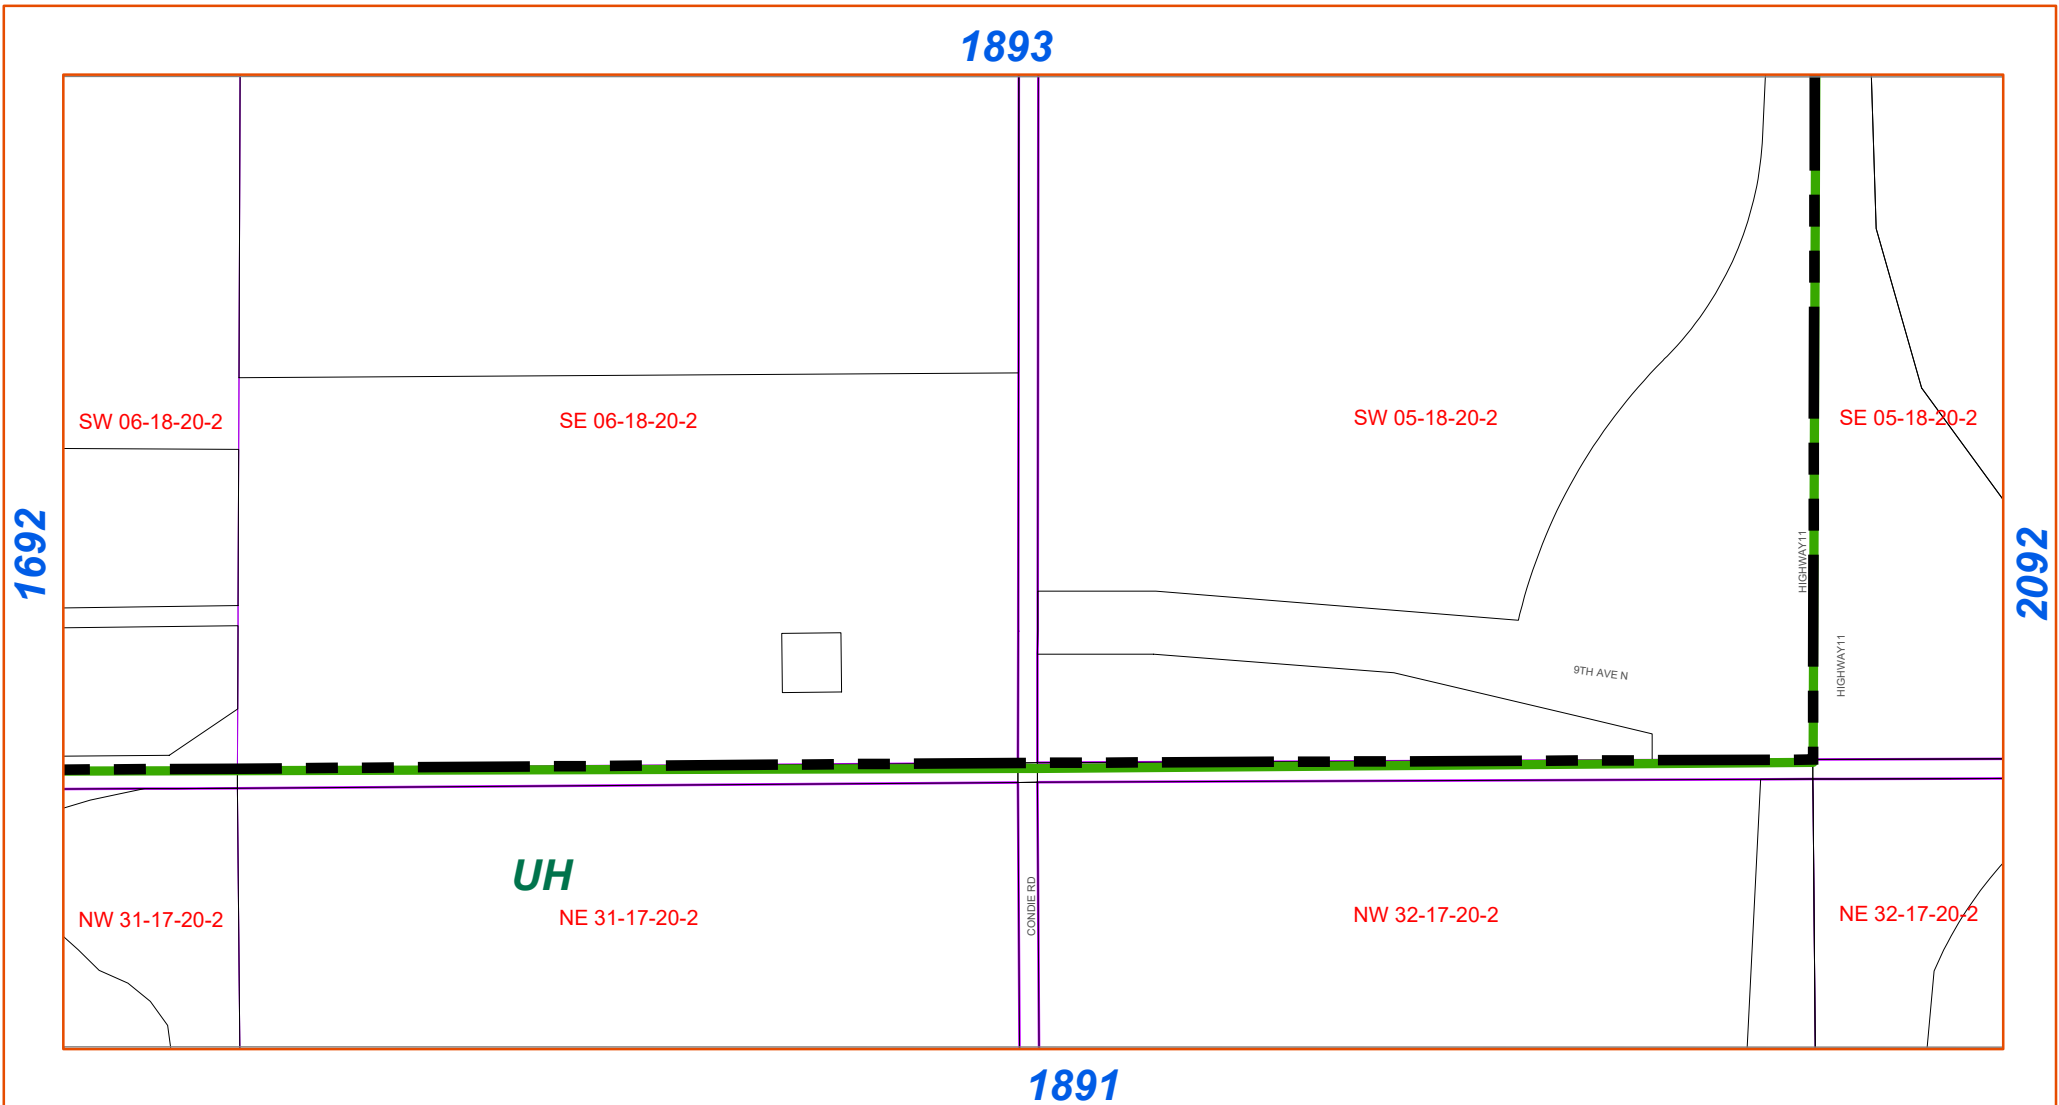 1893
SW 06-18-20-2
SE 06-18-20-2
SW 05-18-20-2
SE 05-18-20-2
1692
2092
HIGHWAY11
HIGHWAY11
9TH AVE N
UH
CONDIE RD
NW 31-17-20-2
NE 31-17-20-2
NW 32-17-20-2
NE 32-17-20-2
1891